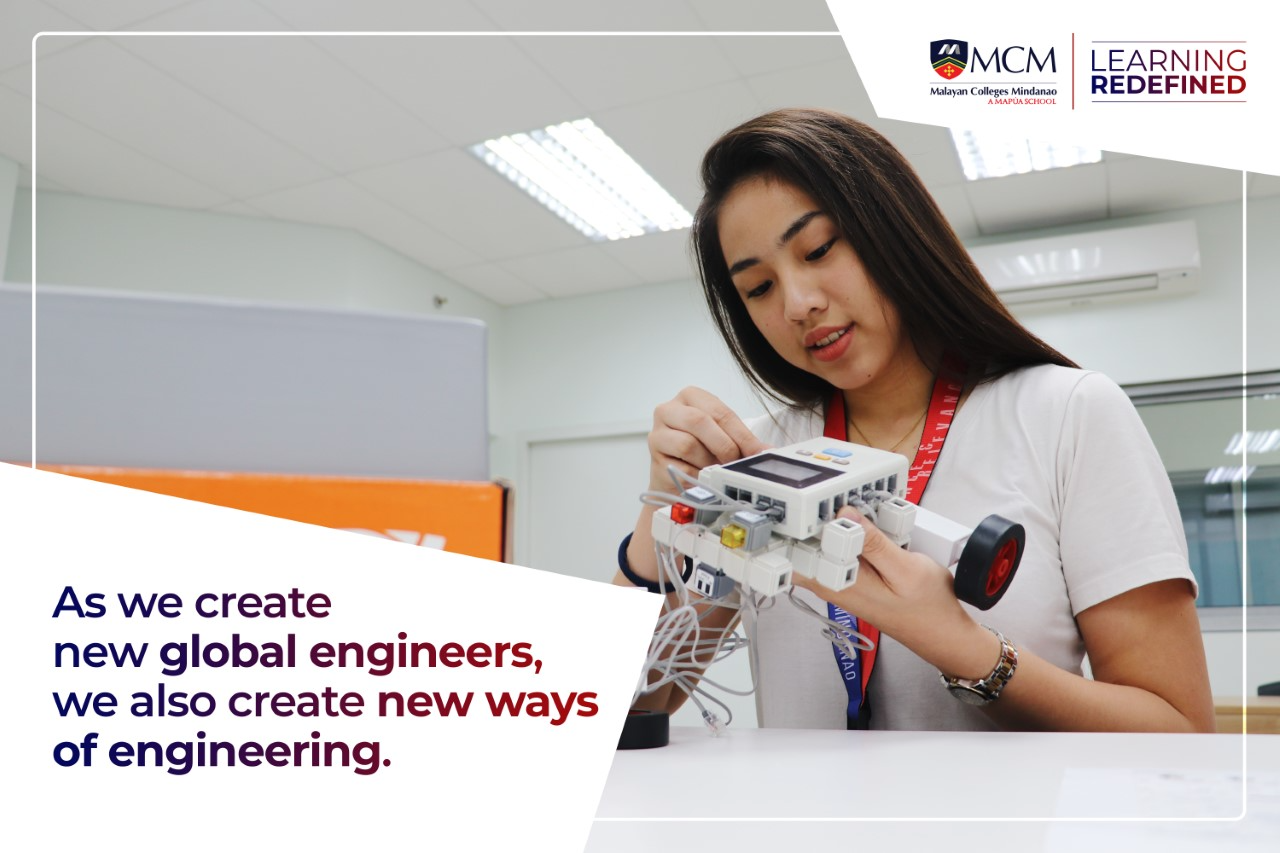 MCM
Malayan Colleges Mindanao
A MAPÚA SCHOOL
LEARNING
REDEFINED
As we create
new global engineers,
we also create new ways
of engineering.